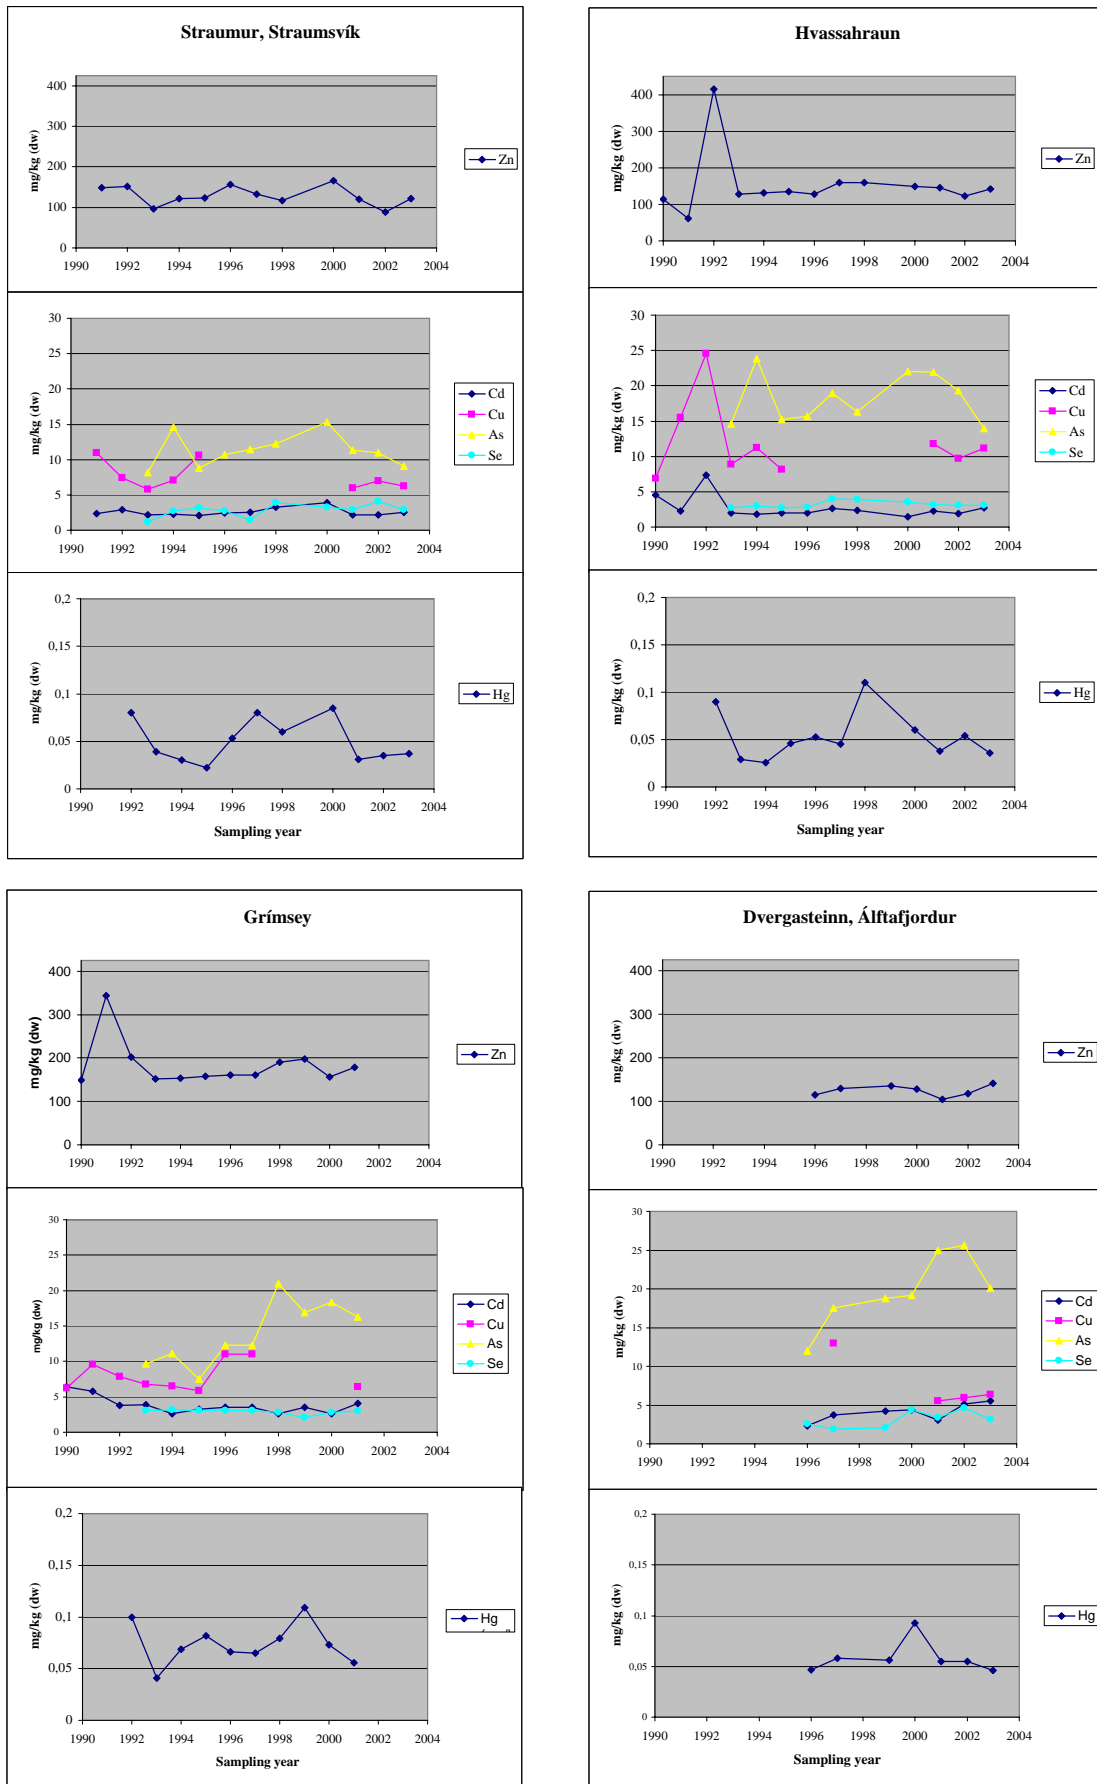 Straumur, Straumsvík
400
300
200
100
0
mg/kg (dw)
1990 1992 1994 1996 1998 2000 2002 2004
Zn
30
25
20
15
10
5
0
mg/kg (dw)
1990 1992 1994 1996 1998 2000 2002 2004
Cd
Cu
As
Se
0,2
0,15
0,1
0,05
0
mg/kg (dw)
1990 1992 1994 1996 1998 2000 2002 2004
Sampling year
Hg
Hvassahraun
400
300
200
100
0
mg/kg (dw)
1990 1992 1994 1996 1998 2000 2002 2004
Zn
30
25
20
15
10
5
0
mg/kg (dw)
1990 1992 1994 1996 1998 2000 2002 2004
Cd
Cu
As
Se
0,2
0,15
0,1
0,05
0
mg/kg (dw)
1990 1992 1994 1996 1998 2000 2002 2004
Sampling year
Hg
Grímsey
400
300
200
100
0
mg/kg (dw)
1990 1992 1994 1996 1998 2000 2002 2004
Zn
30
25
20
15
10
5
0
mg/kg (dw)
1990 1992 1994 1996 1998 2000 2002 2004
Cd
Cu
As
Se
0,2
0,15
0,1
0,05
0
mg/kg (dw)
1990 1992 1994 1996 1998 2000 2002 2004
Sampling year
Hg
Dvergasteinn, Álftafjordur
400
300
200
100
0
mg/kg (dw)
1990 1992 1994 1996 1998 2000 2002 2004
Zn
30
25
20
15
10
5
0
mg/kg (dw)
1990 1992 1994 1996 1998 2000 2002 2004
Cd
Cu
As
Se
0,2
0,15
0,1
0,05
0
mg/kg (dw)
1990 1992 1994 1996 1998 2000 2002 2004
Sampling year
Hg